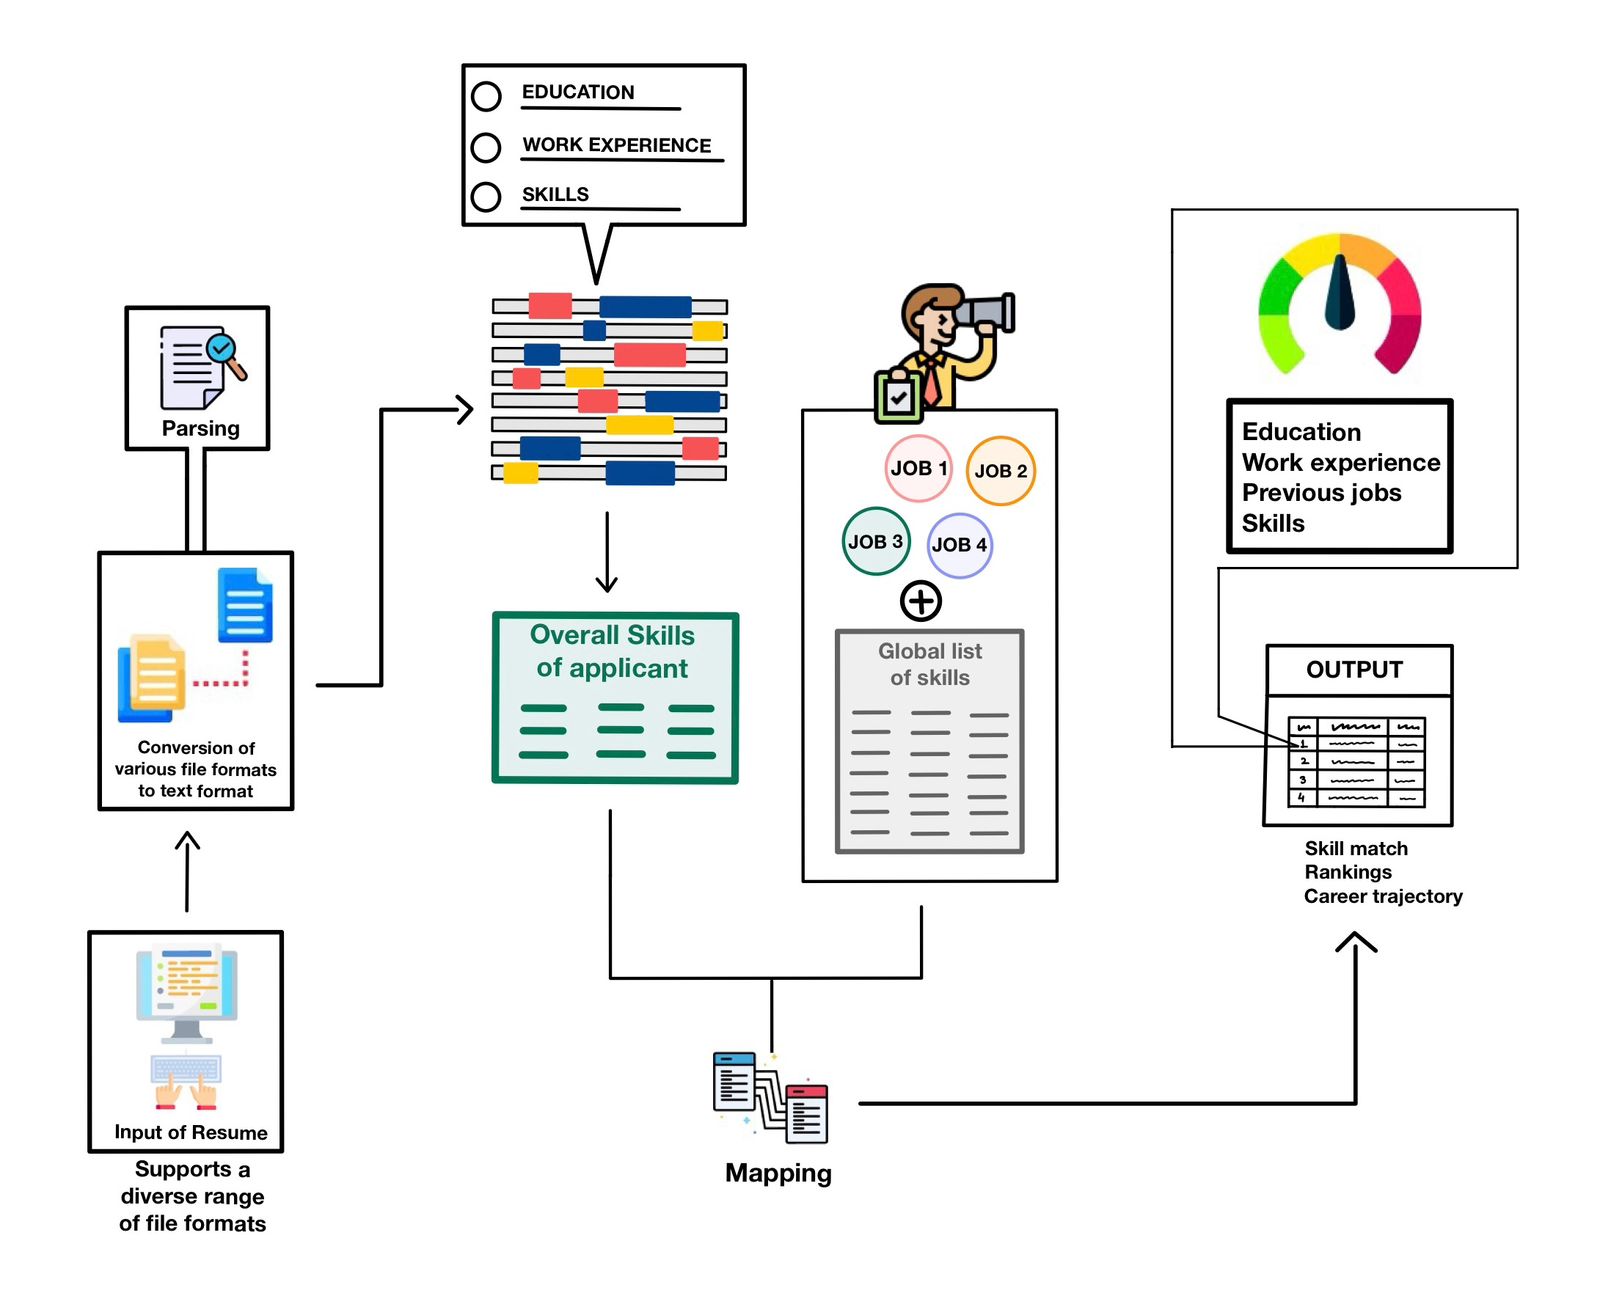 EDUCATION
WORK EXPERIENCE
SKILLS
Parsing
Conversion of
various file formats
to text format
Input of Resume
Supports a
diverse range
of file formats
Overall Skills
of applicant
JOB 1
JOB 2
JOB 3
JOB 4
Global list
of skills
Mapping
Education
Work experience
Previous jobs
Skills
OUTPUT
1
2
3
4
Skill match
Rankings
Career trajectory